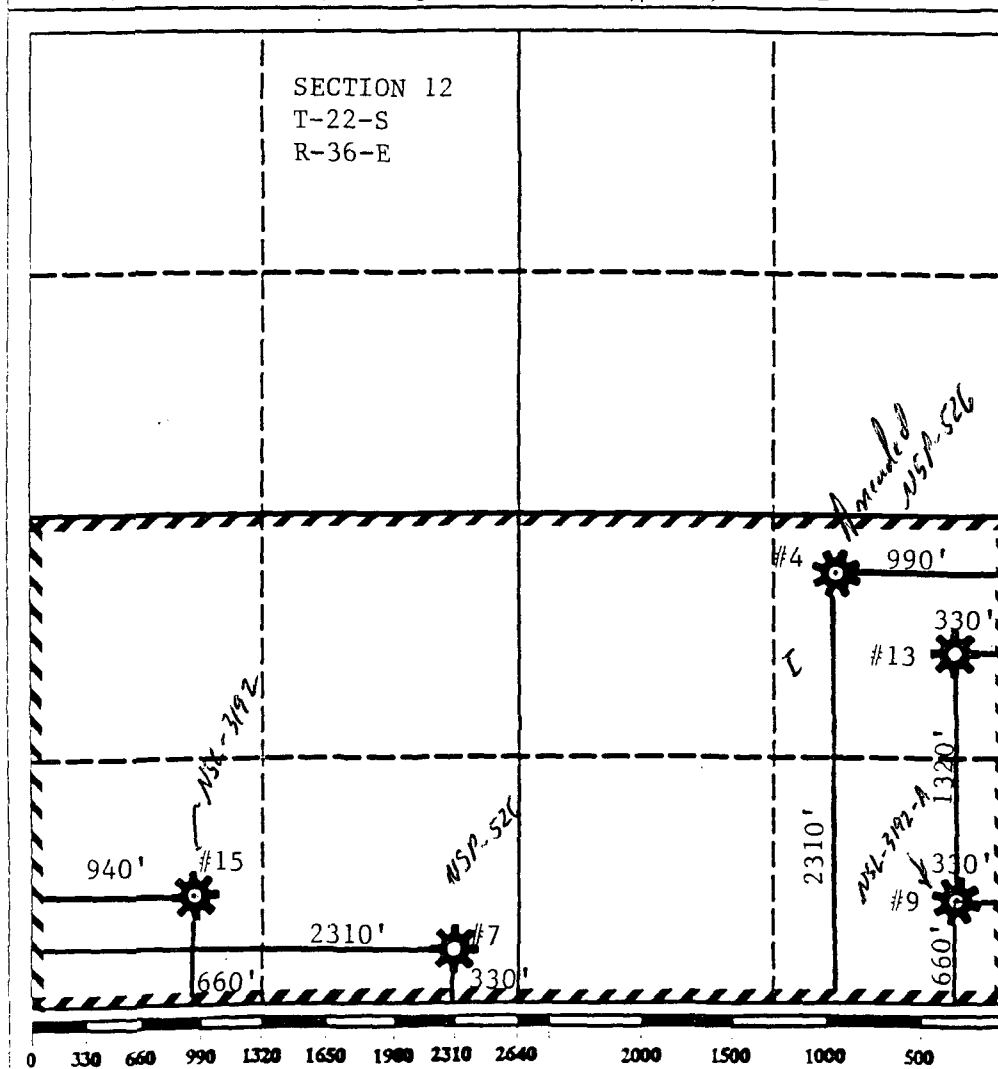 SECTION 12
T-22-S
R-36-E
Amended
NSP-526
#4
990'
330'
#13
I
NSL-3192
1320'
NSP-526
2310'
NSL-3192-A
940'
#15
330'
#9
2310'
#7
660'
330'
660'
0 330 660 990 1320 1650 1980 2310 2640 2000 1500 1000 500